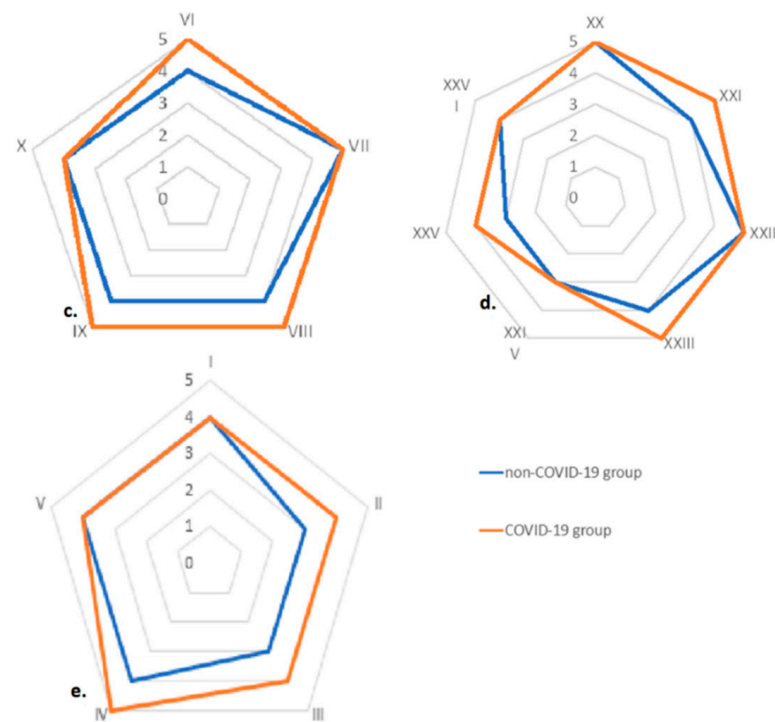 VI
5
4
3
2
1
0
X
VII
IX
VIII
c.
XX
5
4
3
2
1
0
XXV
I
XXI
XXV
XXII
d.
XXI
V
XXIII
I
5
4
3
2
1
0
V
II
IV
III
e.
non-COVID-19 group
COVID-19 group